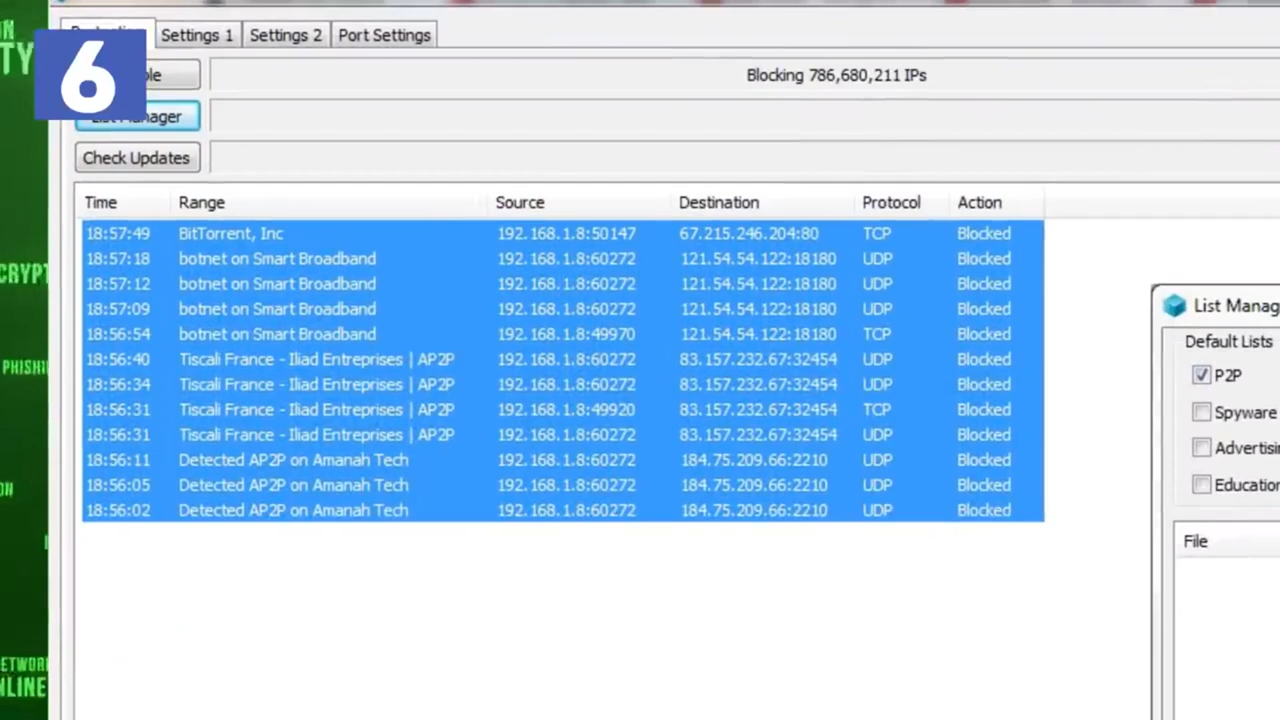 ON
TY
6
Settings 1
Settings 2
Port Settings
Blocking 786,680,211 IPs
List Manager
Check Updates
Time Range Source Destination Protocol Action
18:57:49 BitTorrent, Inc 192.168.1.8:50147 67.215.246.204:80 TCP Blocked
18:57:18 botnet on Smart Broadband 192.168.1.8:60272 121.54.54.122:18180 UDP Blocked
18:57:12 botnet on Smart Broadband 192.168.1.8:60272 121.54.54.122:18180 UDP Blocked
18:57:09 botnet on Smart Broadband 192.168.1.8:60272 121.54.54.122:18180 UDP Blocked
18:56:54 botnet on Smart Broadband 192.168.1.8:49970 121.54.54.122:18180 TCP Blocked
18:56:40 Tiscali France - Iliad Entreprises | AP2P 192.168.1.8:60272 83.157.232.67:32454 UDP Blocked
18:56:34 Tiscali France - Iliad Entreprises | AP2P 192.168.1.8:60272 83.157.232.67:32454 UDP Blocked
18:56:31 Tiscali France - Iliad Entreprises | AP2P 192.168.1.8:49920 83.157.232.67:32454 TCP Blocked
18:56:31 Tiscali France - Iliad Entreprises | AP2P 192.168.1.8:60272 83.157.232.67:32454 UDP Blocked
18:56:11 Detected AP2P on Amanah Tech 192.168.1.8:60272 184.75.209.66:2210 UDP Blocked
18:56:05 Detected AP2P on Amanah Tech 192.168.1.8:60272 184.75.209.66:2210 UDP Blocked
18:56:02 Detected AP2P on Amanah Tech 192.168.1.8:60272 184.75.209.66:2210 UDP Blocked
List Manag
Default Lists
P2P
Spyware
Advertisin
Education
File
CRYPT
PHISHI
ON
ETWOR
NLINE